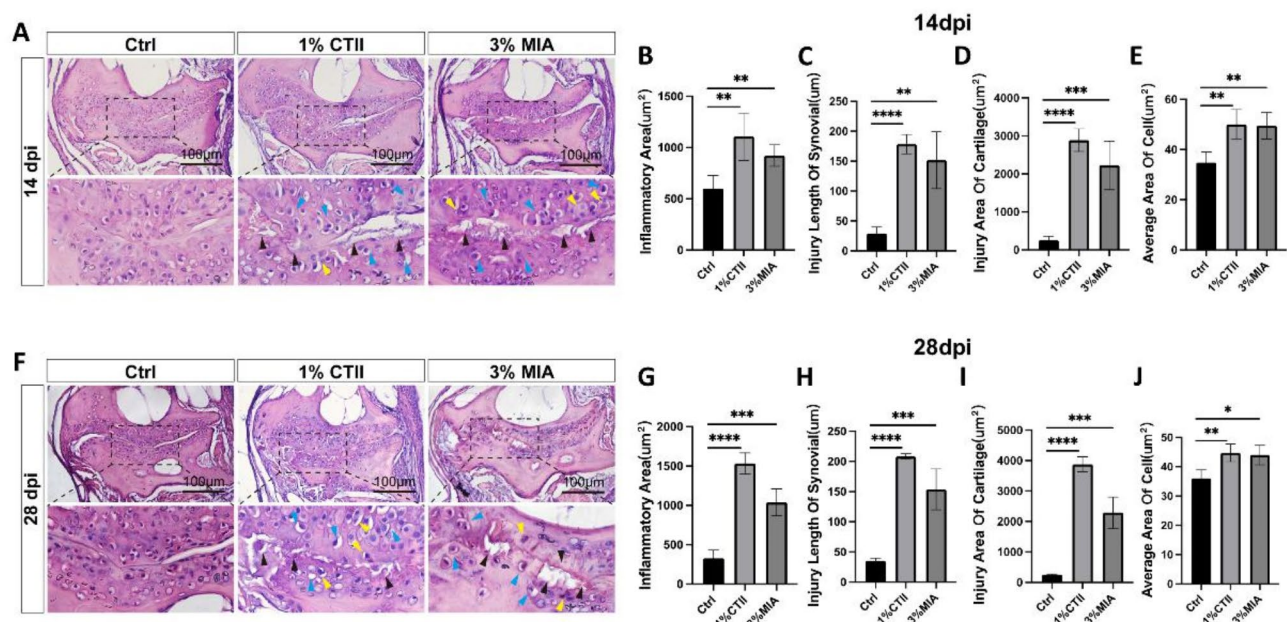 A
Ctrl
1% CTII
3% MIA
14 dpi
100μm
100μm
100μm
14dpi
B
Inflammatory Area(um²)
1500
1000
500
0
**
**
Ctrl
1%CTII
3%MIA
C
Injury Length Of Synovial(um)
250
200
150
100
50
0
**
****
Ctrl
1%CTII
3%MIA
D
Injury Area Of Cartilage(um²)
4000
3000
2000
1000
0
***
****
Ctrl
1%CTII
3%MIA
E
Average Area Of Cell(um²)
80
60
40
20
0
**
**
Ctrl
1%CTII
3%MIA
F
Ctrl
1% CTII
3% MIA
28 dpi
100μm
100μm
100μm
28dpi
G
Inflammatory Area(um²)
2000
1500
1000
500
0
***
****
Ctrl
1%CTII
3%MIA
H
Injury Length Of Synovial(um)
250
200
150
100
50
0
***
****
Ctrl
1%CTII
3%MIA
I
Injury Area Of Cartilage(um²)
5000
4000
3000
2000
1000
0
***
****
Ctrl
1%CTII
3%MIA
J
Average Area Of Cell(um²)
60
50
40
30
20
10
0
*
**
Ctrl
1%CTII
3%MIA